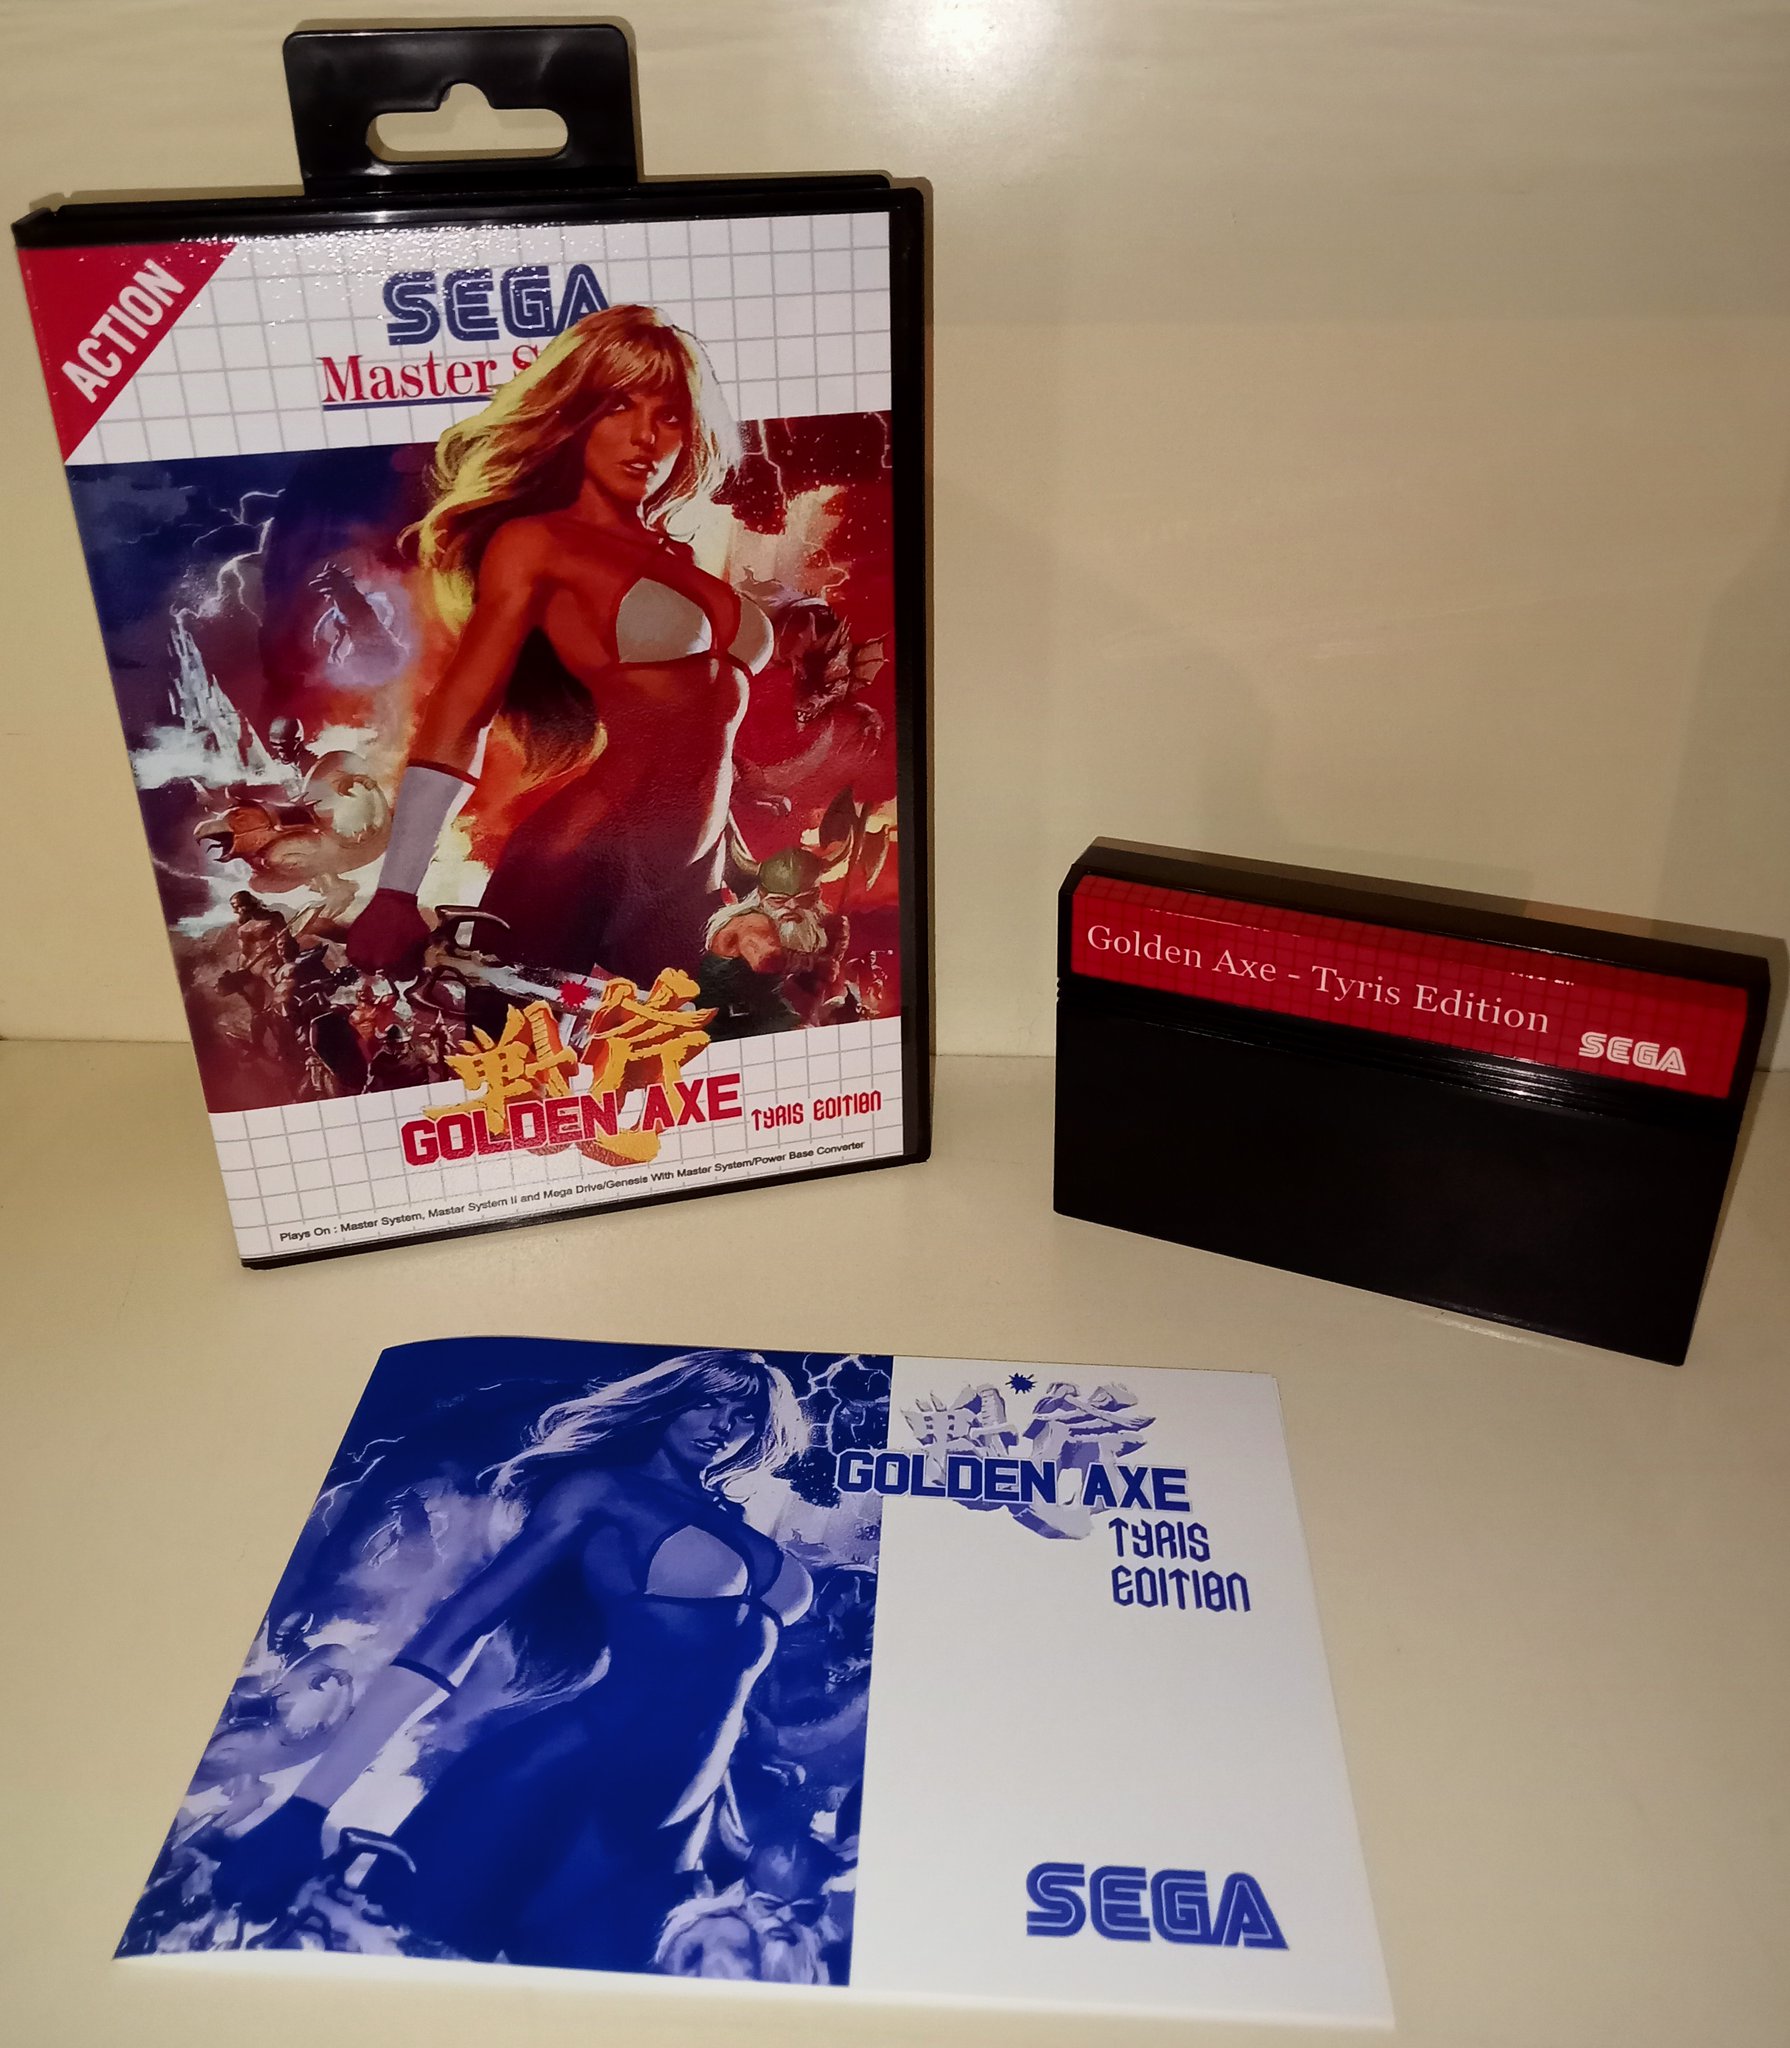 ACTION
SEGA
Master S
戦斧
GOLDEN AXE
TYRIS EDITION
Plays On : Master System, Master System II and Mega Drive/Genesis With Master System/Power Base Converter
Golden Axe - Tyris Edition
SEGA
戦斧
GOLDEN AXE
TYRIS
EDITION
SEGA